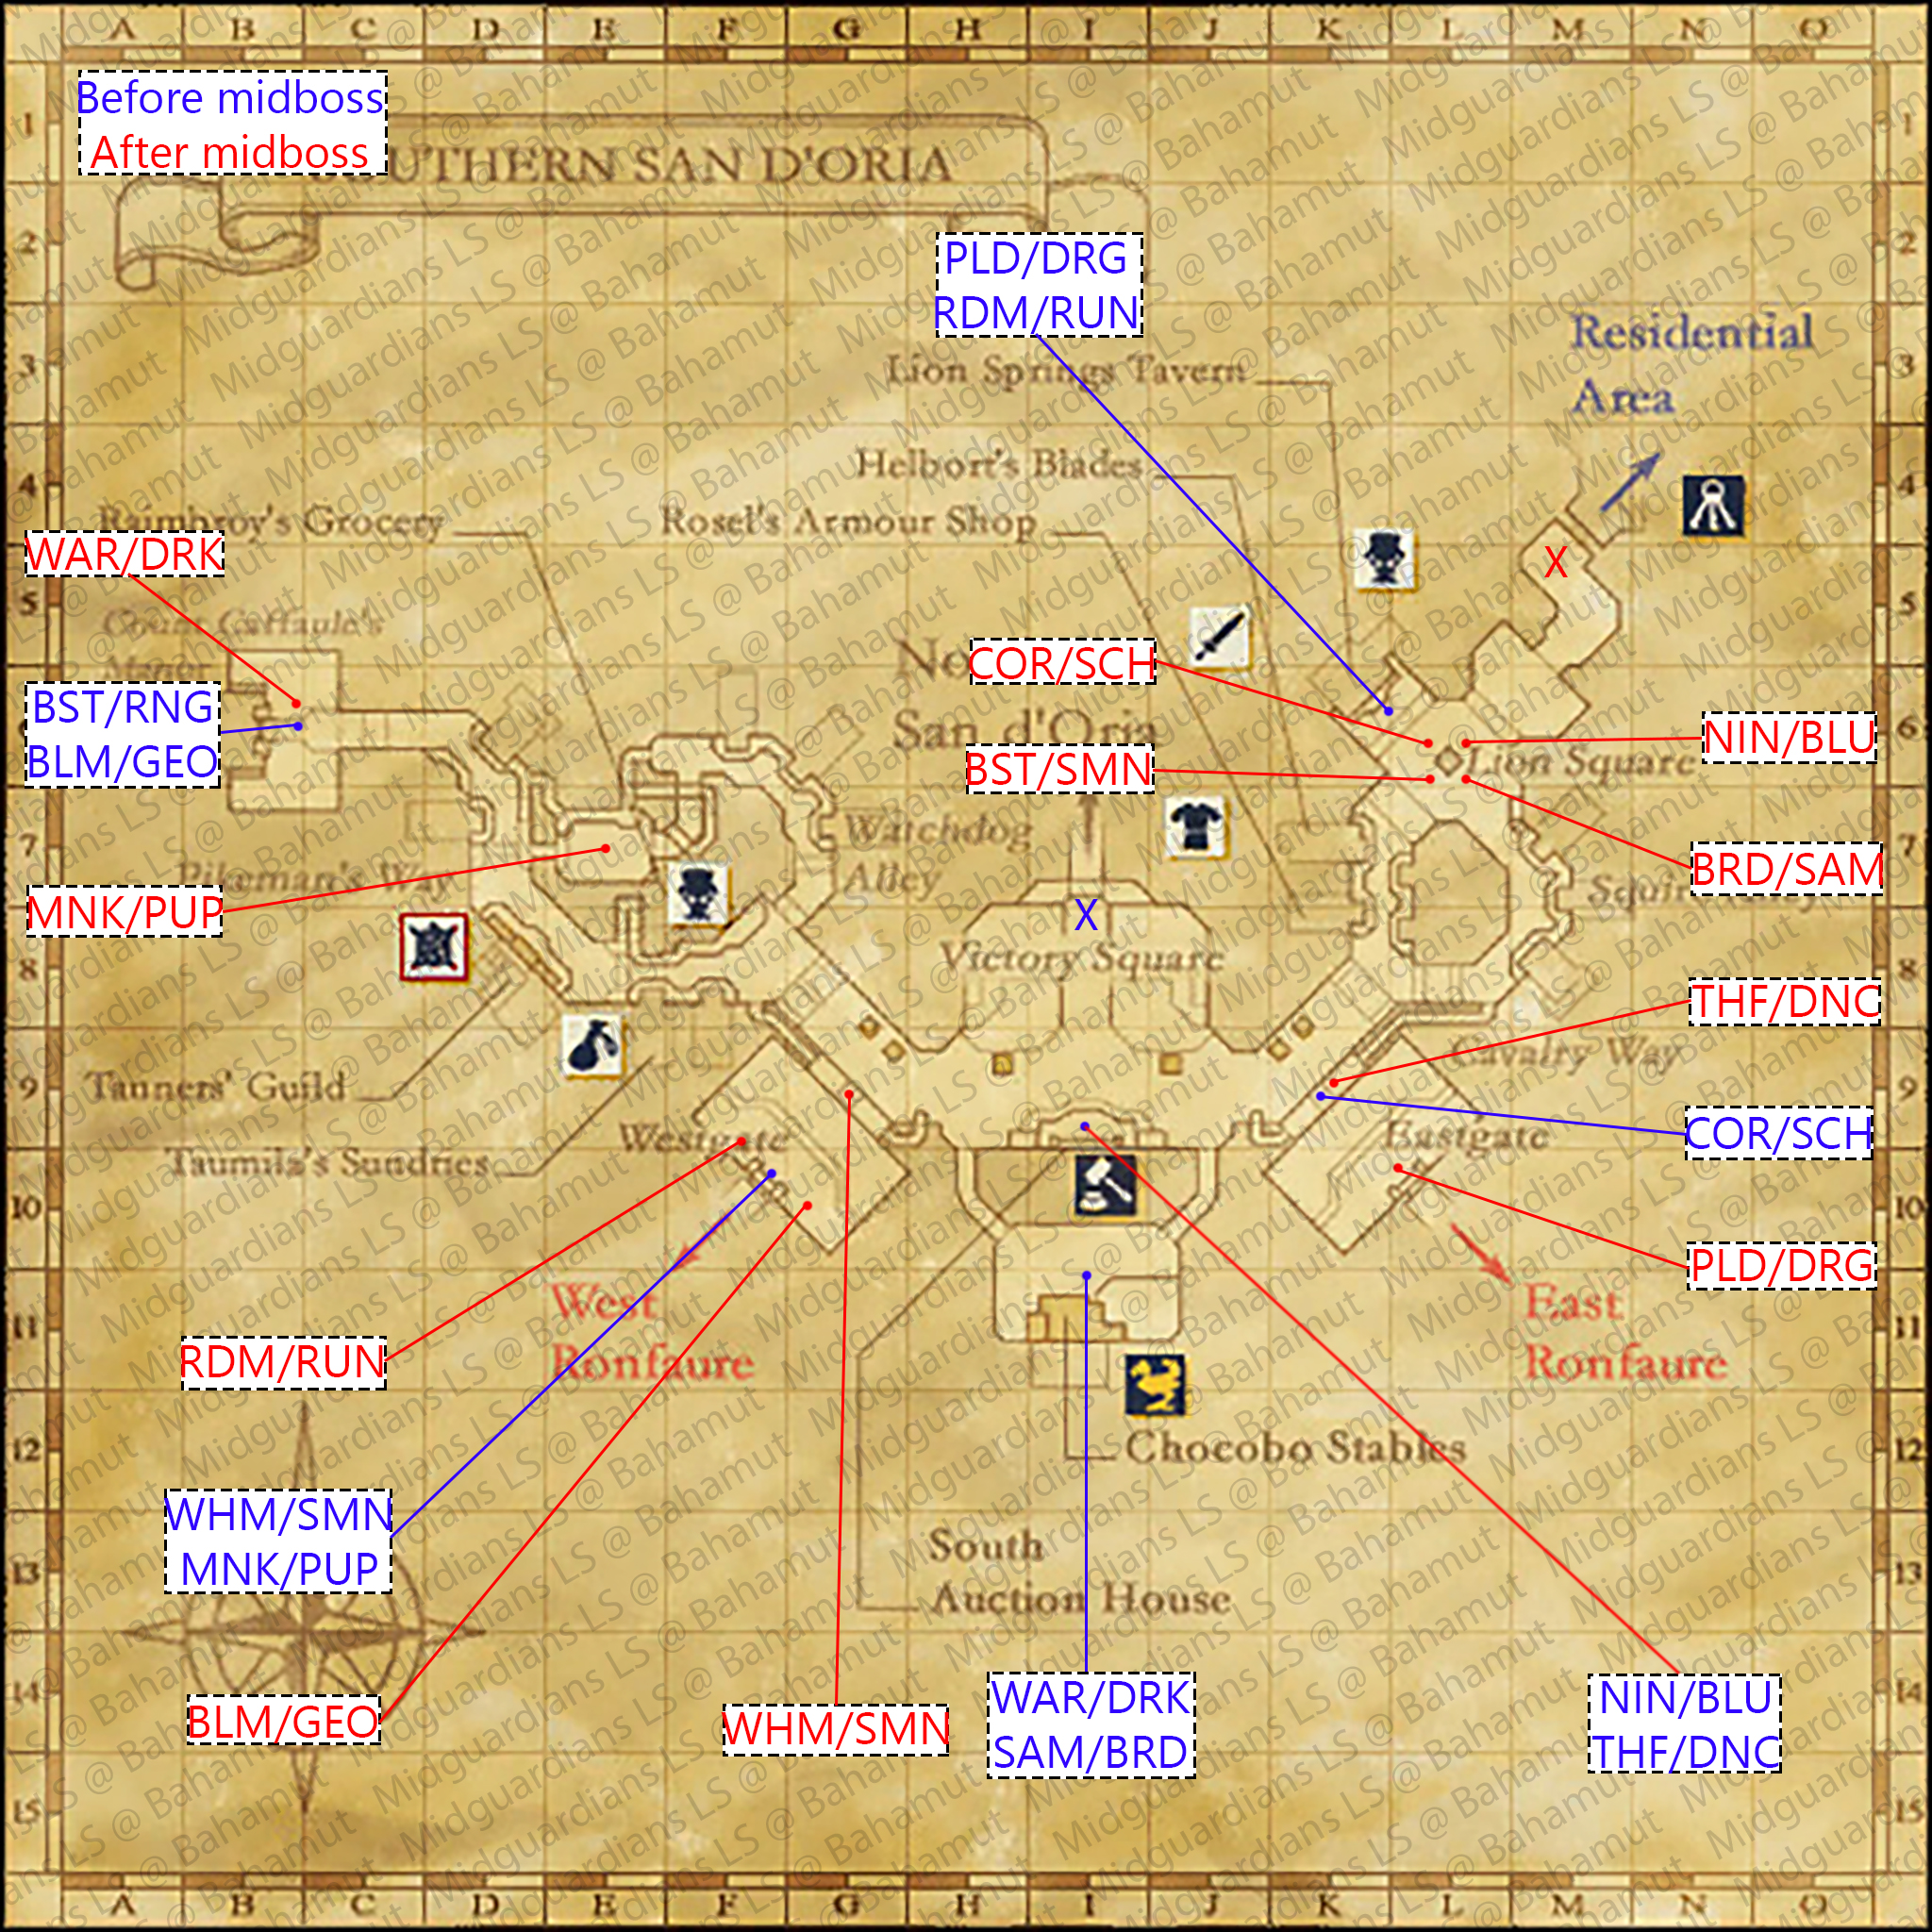 A B C D E F G H I J K L M N O
Before midboss
After midboss
UTHERN SAN D'ORIA
PLD/DRG
RDM/RUN
Residential
Area
Lion Springs Tavern
Helbort's Blades
Raimbroy's Grocery
Rosel's Armour Shop
WAR/DRK
X
Count Caffaule's
Manor
No
COR/SCH
BST/RNG
BLM/GEO
San d'Oria
NIN/BLU
Lion Square
BST/SMN
Watchdog
Alley
BRD/SAM
Pikeman's Way
MNK/PUP
Squi
X
Victory Square
THF/DNC
Cavalry Way
Tanners' Guild
COR/SCH
Westgate
Eastgate
Taumila's Sundries
PLD/DRG
West
Ronfaure
East
Ronfaure
RDM/RUN
Chocobo Stables
WHM/SMN
MNK/PUP
South
Auction House
BLM/GEO
WHM/SMN
WAR/DRK
SAM/BRD
NIN/BLU
THF/DNC
1
2
3
4
5
6
7
8
9
10
11
12
13
14
15
A B C D E F G H I J K L M N O
Midguardians LS @ Bahamut